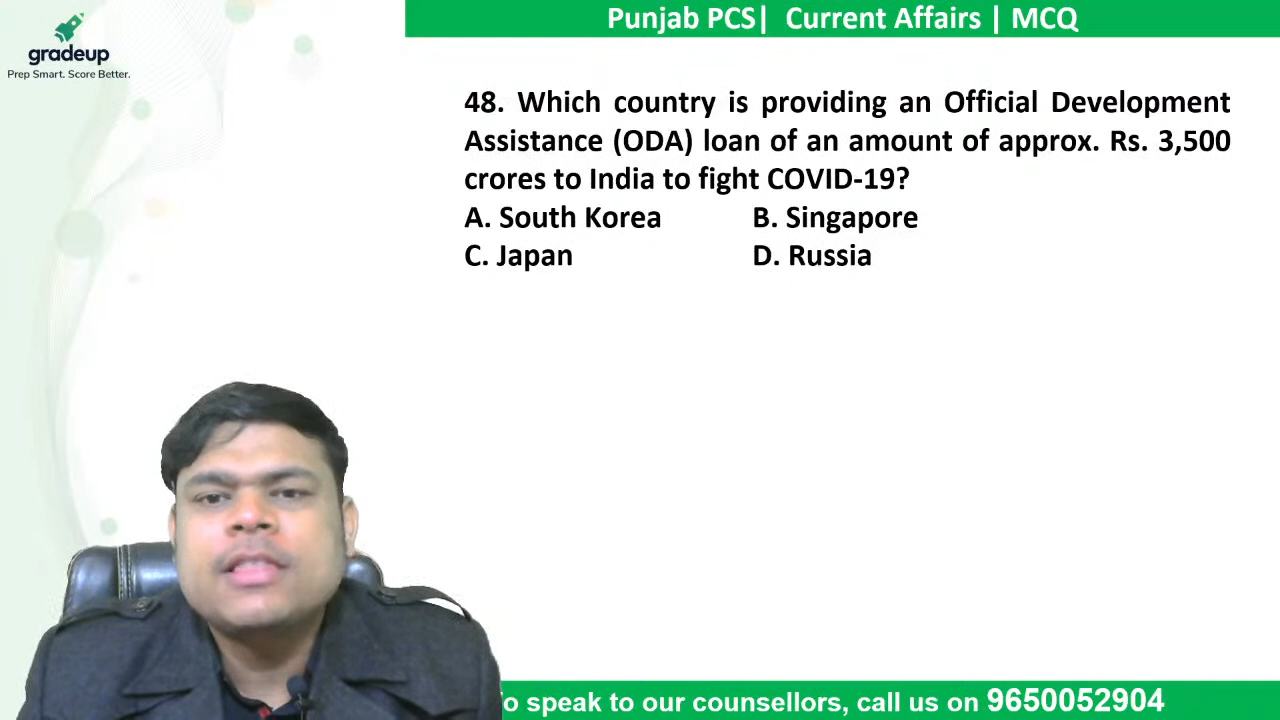 Punjab PCS| Current Affairs | MCQ
gradeup
Prep Smart. Score Better.
48. Which country is providing an Official Development
Assistance (ODA) loan of an amount of approx. Rs. 3,500
crores to India to fight COVID-19?
A. South Korea B. Singapore
C. Japan D. Russia
o speak to our counsellors, call us on 9650052904